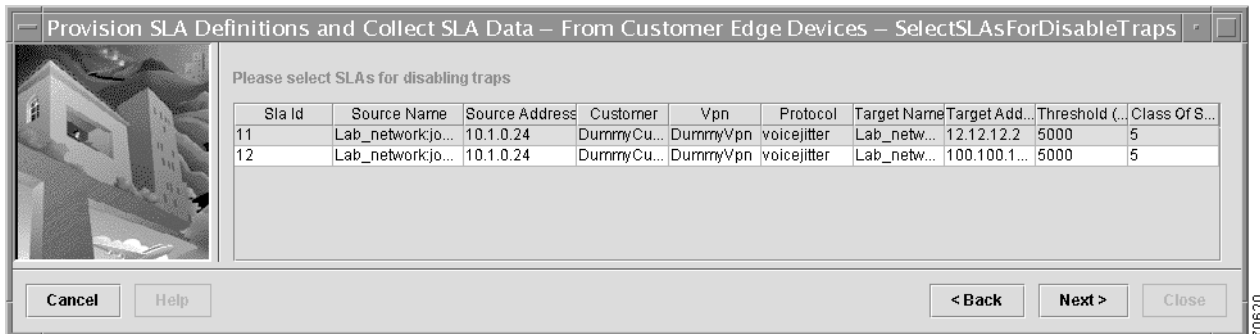 Provision SLA Definitions and Collect SLA Data – From Customer Edge Devices – SelectSLAsForDisableTraps
Please select SLAs for disabling traps
Sla Id Source Name Source Address Customer Vpn Protocol Target Name Target Add... Threshold (... Class Of S...
11 Lab_network:jo... 10.1.0.24 DummyCu... DummyVpn voicejitter Lab_netw... 12.12.12.2 5000 5
12 Lab_network:jo... 10.1.0.24 DummyCu... DummyVpn voicejitter Lab_netw... 100.100.1... 5000 5
Cancel Help < Back Next > Close